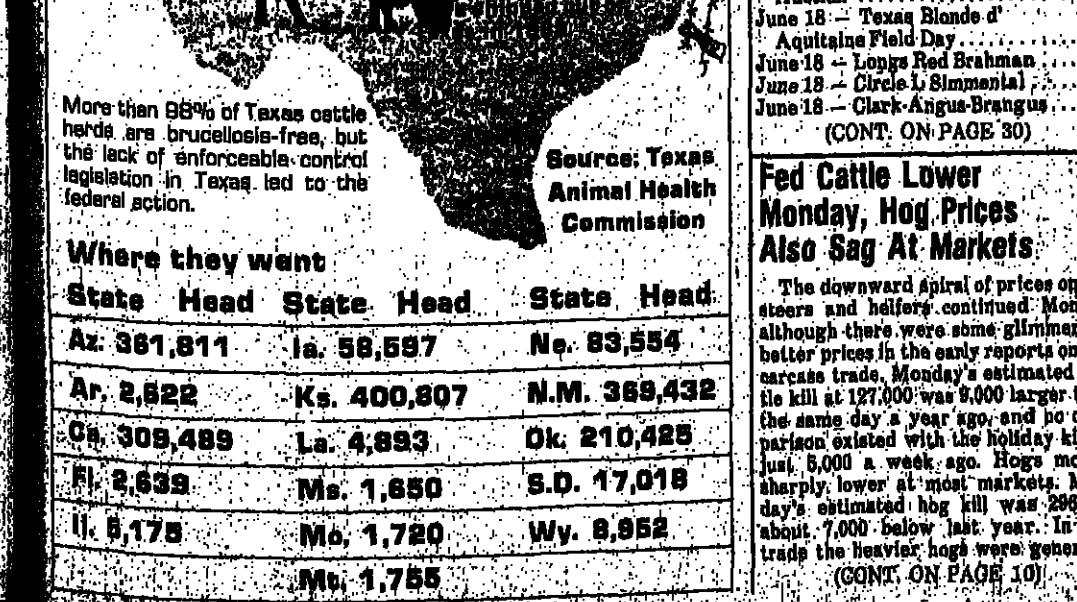 More than 98% of Texas cattle
herds are brucellosis-free, but
the lack of enforceable control
legislation in Texas led to the
federal action.
Source: Texas
Animal Health
Commission
Where they went
State Head State Head State Head
Az. 361,811 Ia. 58,597 Ne. 83,554
Ar. 2,622 Ks. 400,807 N.M. 369,432
Ca. 309,489 La. 4,893 Ok. 210,425
Fl. 2,639 Ms. 1,650 S.D. 17,018
Il. 5,175 Mo. 1,720 Wy. 8,952
Mt. 1,755
June 18 — Texas Blonde d'
Aquitaine Field Day
June 18 — Longs Red Brahman
June 18 — Circle L Simmental
June 18 — Clark-Angus-Brangus
(CONT. ON PAGE 30)
Fed Cattle Lower
Monday, Hog Prices
Also Sag At Markets
The downward spiral of prices on
steers and heifers continued Mon
although there were some glimmer
better prices in the early reports on
carcass trade. Monday's estimated
tle kill at 127,000 was 9,000 larger
the same day a year ago, and no
parison existed with the holiday
just 5,000 a week ago. Hogs
sharply lower at most markets.
day's estimated hog kill was 296
about 7,000 below last year. In
trade the heavier hogs were gener
(CONT. ON PAGE 10)